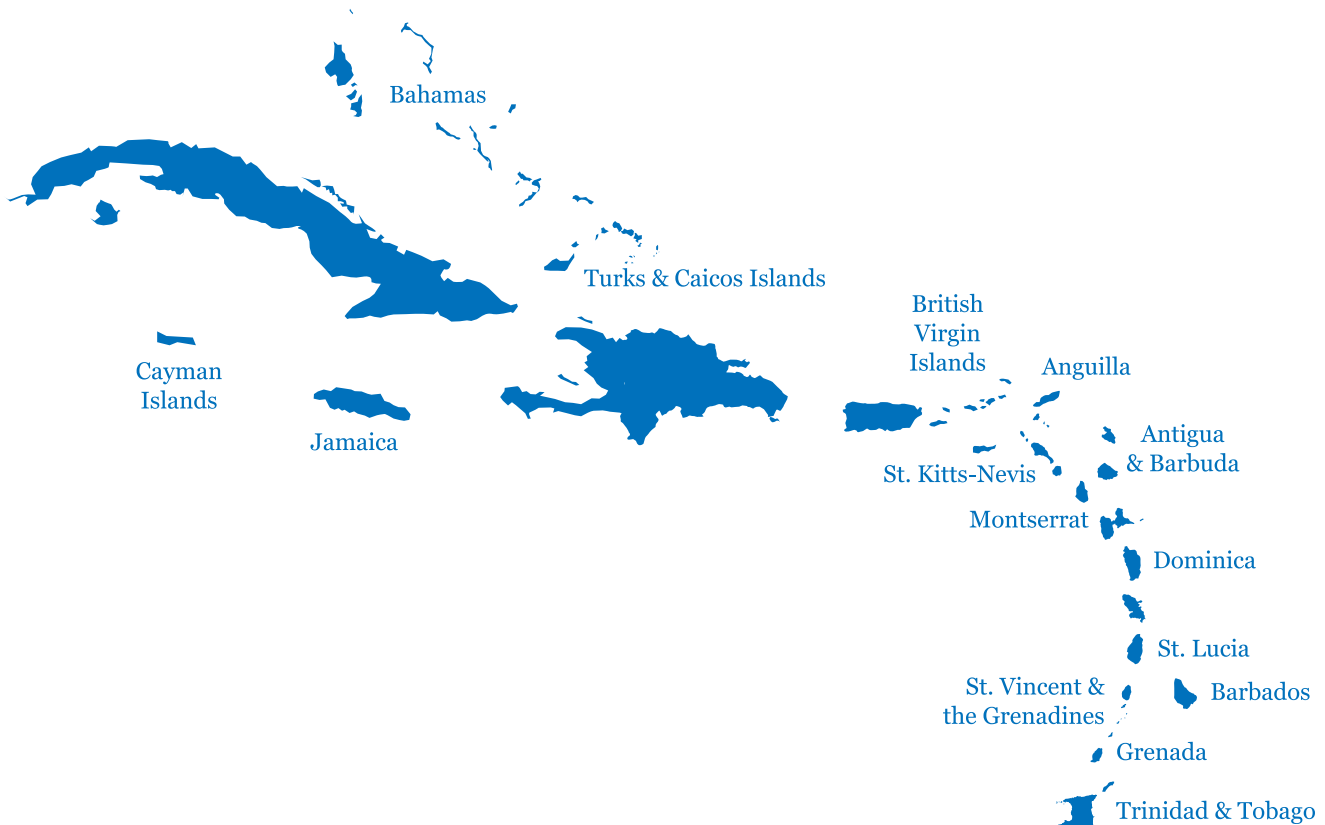 Bahamas
Turks & Caicos Islands
British
Virgin
Islands
Anguilla
Cayman
Islands
Jamaica
Antigua
& Barbuda
St. Kitts-Nevis
Montserrat
Dominica
St. Lucia
St. Vincent &
the Grenadines
Barbados
Grenada
Trinidad & Tobago